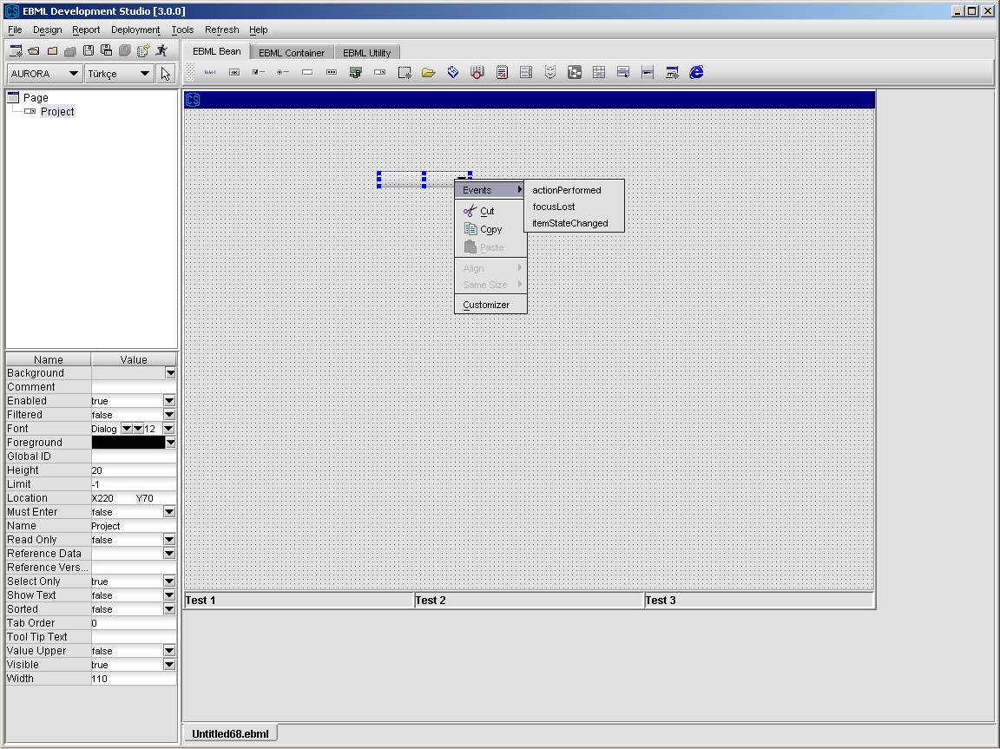 EBML Development Studio [3.0.0]
File Design Report Deployment Tools Refresh Help
EBML Bean EBML Container EBML Utility
AURORA Türkçe
label
Page
Project
Events
Cut
Copy
Paste
Align
Same Size
Customizer
actionPerformed
focusLost
itemStateChanged
Name Value
Background
Comment
Enabled true
Filtered false
Font Dialog 12
Foreground
Global ID
Height 20
Limit -1
Location X220 Y70
Must Enter false
Name Project
Read Only false
Reference Data
Reference Vers...
Select Only true
Show Text false
Sorted false
Tab Order 0
Tool Tip Text
Value Upper false
Visible true
Width 110
Test 1 Test 2 Test 3
Untitled68.ebml